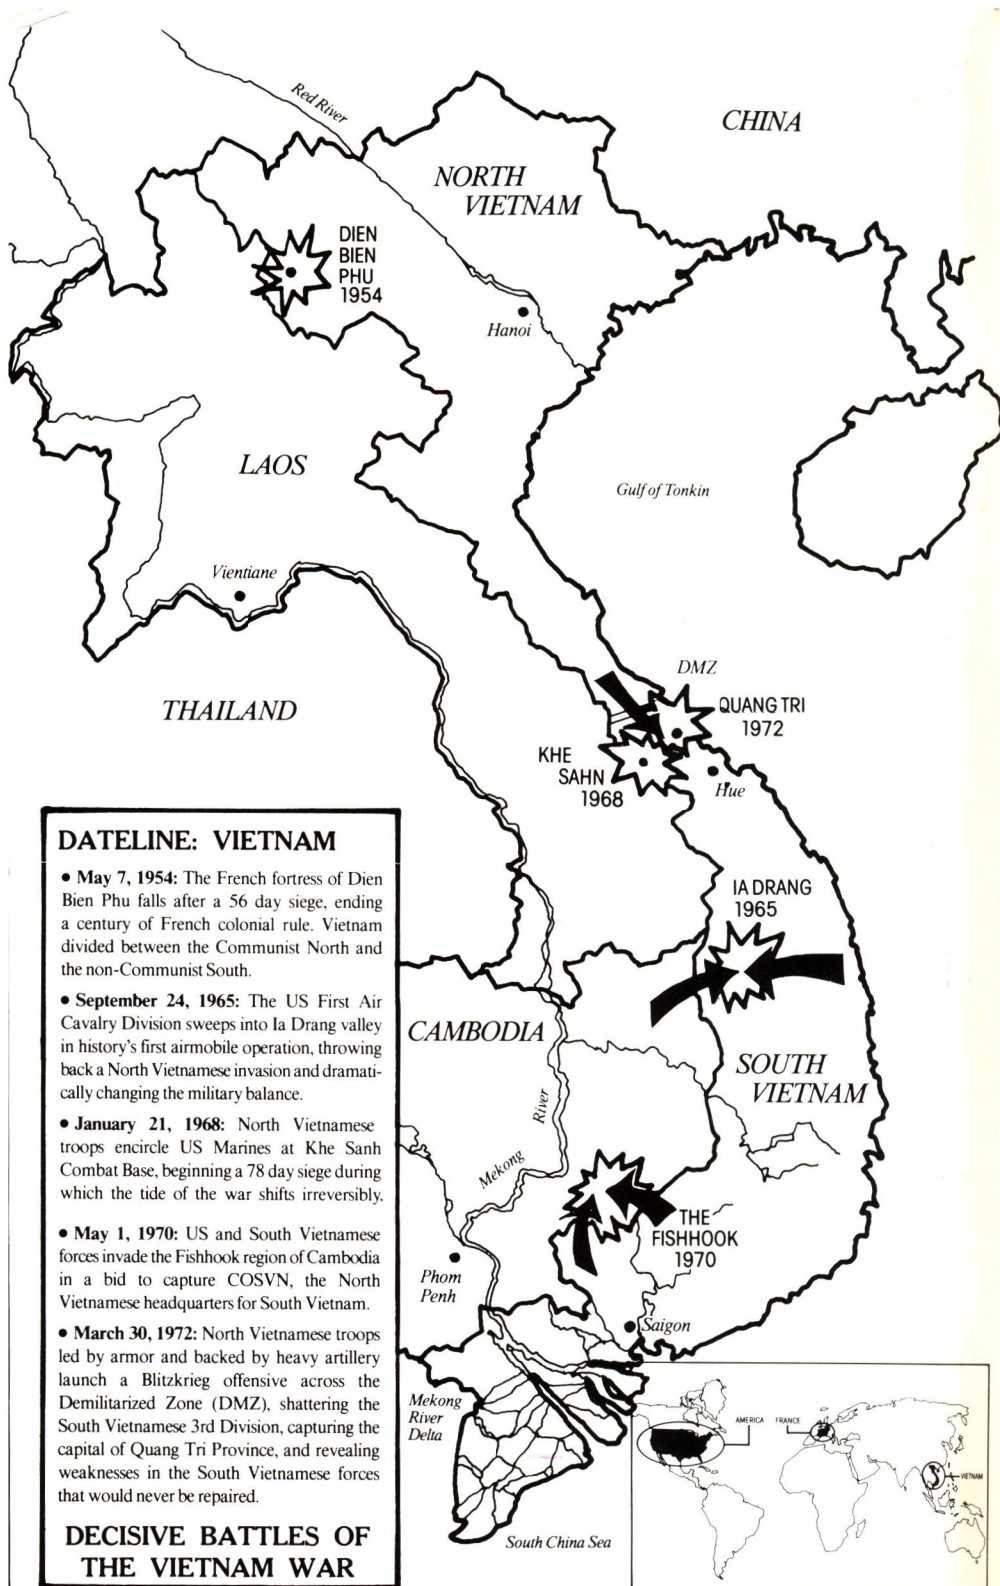 Red River
CHINA
NORTH
VIETNAM
DIEN
BIEN
PHU
1954
Hanoi
LAOS
Gulf of Tonkin
Vientiane
DMZ
THAILAND
QUANG TRI
1972
KHE
SAHN
1968
Hue
IA DRANG
1965
CAMBODIA
SOUTH
VIETNAM
River
Mekong
THE
FISHHOOK
1970
Phom
Penh
Saigon
Mekong
River
Delta
South China Sea
DATELINE: VIETNAM
• May 7, 1954: The French fortress of Dien
Bien Phu falls after a 56 day siege, ending
a century of French colonial rule. Vietnam
divided between the Communist North and
the non-Communist South.
• September 24, 1965: The US First Air
Cavalry Division sweeps into Ia Drang valley
in history's first airmobile operation, throwing
back a North Vietnamese invasion and dramati-
cally changing the military balance.
• January 21, 1968: North Vietnamese
troops encircle US Marines at Khe Sanh
Combat Base, beginning a 78 day siege during
which the tide of the war shifts irreversibly.
• May 1, 1970: US and South Vietnamese
forces invade the Fishhook region of Cambodia
in a bid to capture COSVN, the North
Vietnamese headquarters for South Vietnam.
• March 30, 1972: North Vietnamese troops
led by armor and backed by heavy artillery
launch a Blitzkrieg offensive across the
Demilitarized Zone (DMZ), shattering the
South Vietnamese 3rd Division, capturing the
capital of Quang Tri Province, and revealing
weaknesses in the South Vietnamese forces
that would never be repaired.
DECISIVE BATTLES OF
THE VIETNAM WAR
AMERICA FRANCE
VIETNAM